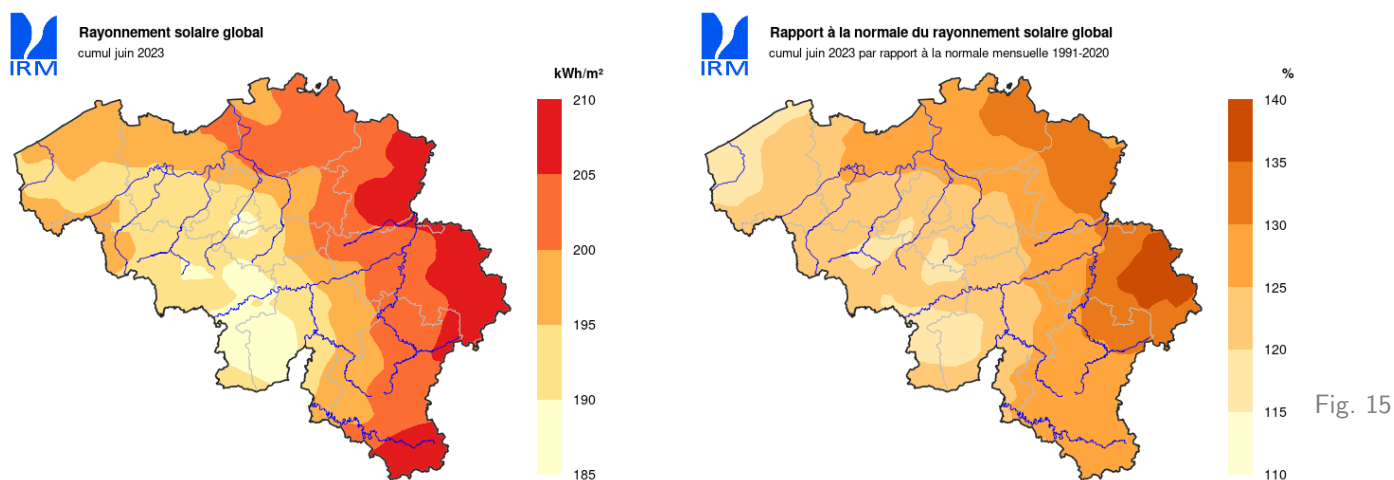 IRM
Rayonnement solaire global
cumul juin 2023
kWh/m²
210
205
200
195
190
185
IRM
Rapport à la normale du rayonnement solaire global
cumul juin 2023 par rapport à la normale mensuelle 1991-2020
%
140
135
130
125
120
115
110
Fig. 15